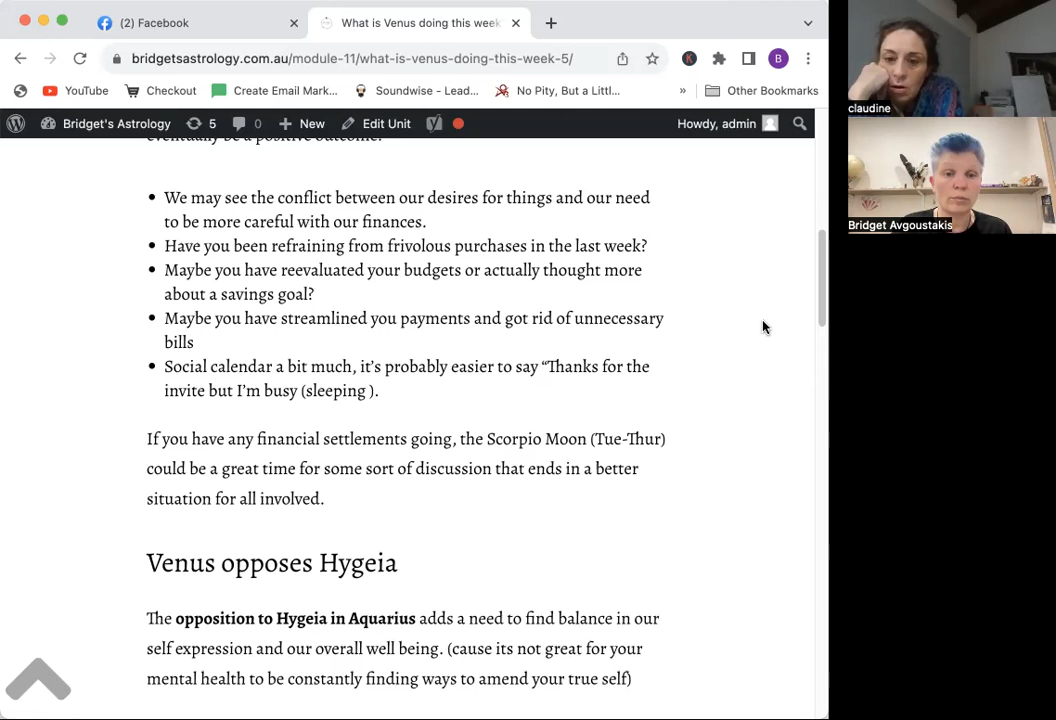 (2) Facebook
What is Venus doing this week
bridgetsastrology.com.au/module-11/what-is-venus-doing-this-week-5/
K
B
YouTube
Checkout
Create Email Mark...
Soundwise - Lead...
No Pity, But a Littl...
»
Other Bookmarks
Bridget's Astrology
5
0
New
Edit Unit
Howdy, admin
eventually be a positive outcome.
• We may see the conflict between our desires for things and our need
to be more careful with our finances.
• Have you been refraining from frivolous purchases in the last week?
• Maybe you have reevaluated your budgets or actually thought more
about a savings goal?
• Maybe you have streamlined you payments and got rid of unnecessary
bills
• Social calendar a bit much, it's probably easier to say “Thanks for the
invite but I'm busy (sleeping ).
If you have any financial settlements going, the Scorpio Moon (Tue-Thur)
could be a great time for some sort of discussion that ends in a better
situation for all involved.
Venus opposes Hygeia
The opposition to Hygeia in Aquarius adds a need to find balance in our
self expression and our overall well being. (cause its not great for your
mental health to be constantly finding ways to amend your true self)
claudine
Bridget Avgoustakis